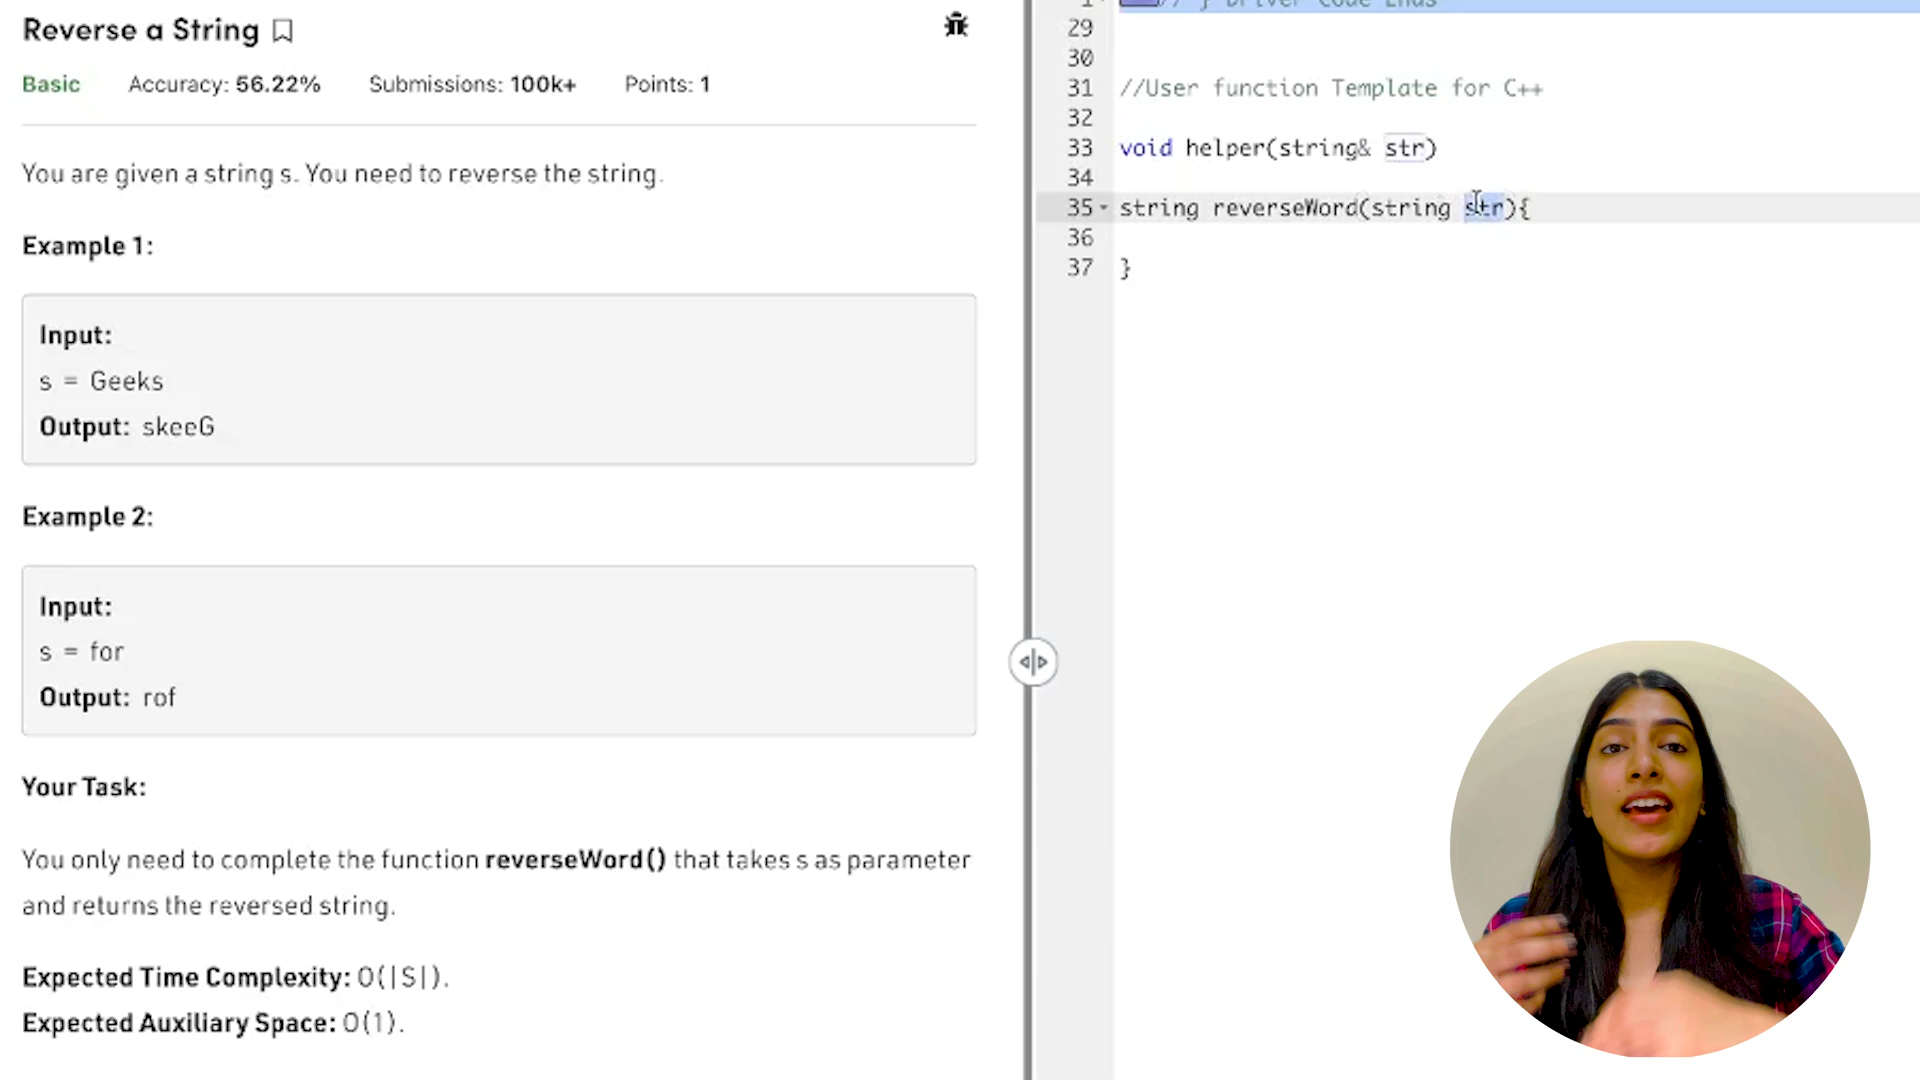 Reverse a String
Basic Accuracy: 56.22% Submissions: 100k+ Points: 1
You are given a string s. You need to reverse the string.
Example 1:
Input:
s = Geeks
Output: skeeG
Example 2:
Input:
s = for
Output: rof
Your Task:
You only need to complete the function reverseWord() that takes s as parameter
and returns the reversed string.
Expected Time Complexity: O(|S|).
Expected Auxiliary Space: O(1).
1 // } Driver Code Ends
29
30
31 //User function Template for C++
32
33 void helper(string& str)
34
35 string reverseWord(string str){
36
37 }